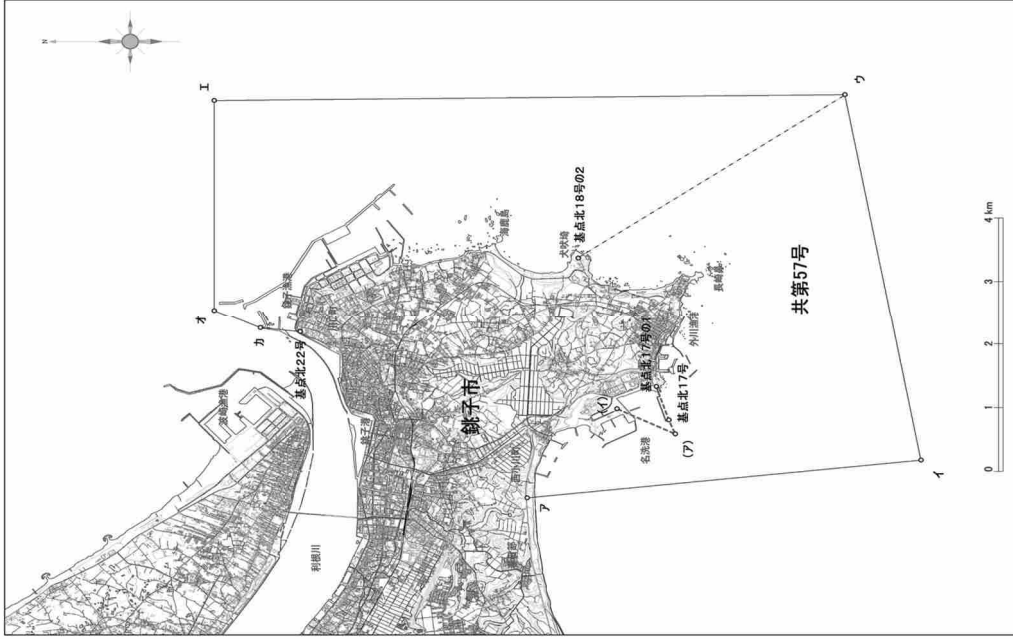 N
エ
オ
カ
銚子漁港
川口町
基点北22号
波崎漁港
銚子港
利根川
海鹿島
犬吠埼
基点北18号の2
ウ
長崎鼻
外川漁港
基点北17号の1
基点北17号
(イ)
(ア)
名洗港
銚子市
共第57号
ア
イ
0 1 2 3 4 km